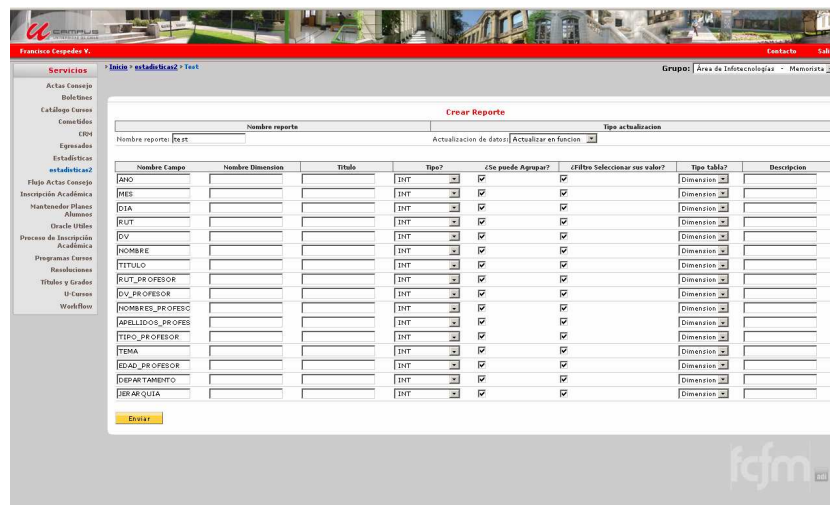 u campus
UNIVERSIDAD DE CHILE
Francisco Cespedes V.
Contacto Sali
Servicios
Actas Consejo
Boletines
Catálogo Cursos
Cometidos
CRM
Egresados
Estadísticas
estadisticas2
Flujo Actas Consejo
Inscripción Académica
Mantenedor Planes
Alumnos
Oracle Utiles
Proceso de Inscripción
Académica
Programas Cursos
Resoluciones
Títulos y Grados
U-Cursos
Workflow
Inicio > estadisticas2 > Test
Grupo: Área de Infotecnologías - Memorista
Crear Reporte
Nombre reporte Tipo actualizacion
Nombre reporte: test Actualizacion de datos: Actualizar en funcion
Nombre Campo Nombre Dimension Titulo Tipo? ¿Se puede Agrupar? ¿Filtro Seleccionar sus valor? Tipo tabla? Descripcion
ANO INT Dimension
MES INT Dimension
DIA INT Dimension
RUT INT Dimension
DV INT Dimension
NOMBRE INT Dimension
TITULO INT Dimension
RUT_PROFESOR INT Dimension
DV_PROFESOR INT Dimension
NOMBRES_PROFESO INT Dimension
APELLIDOS_PROFES INT Dimension
TIPO_PROFESOR INT Dimension
TEMA INT Dimension
EDAD_PROFESOR INT Dimension
DEPARTAMENTO INT Dimension
JERARQUIA INT Dimension
Enviar
fcfm
adi